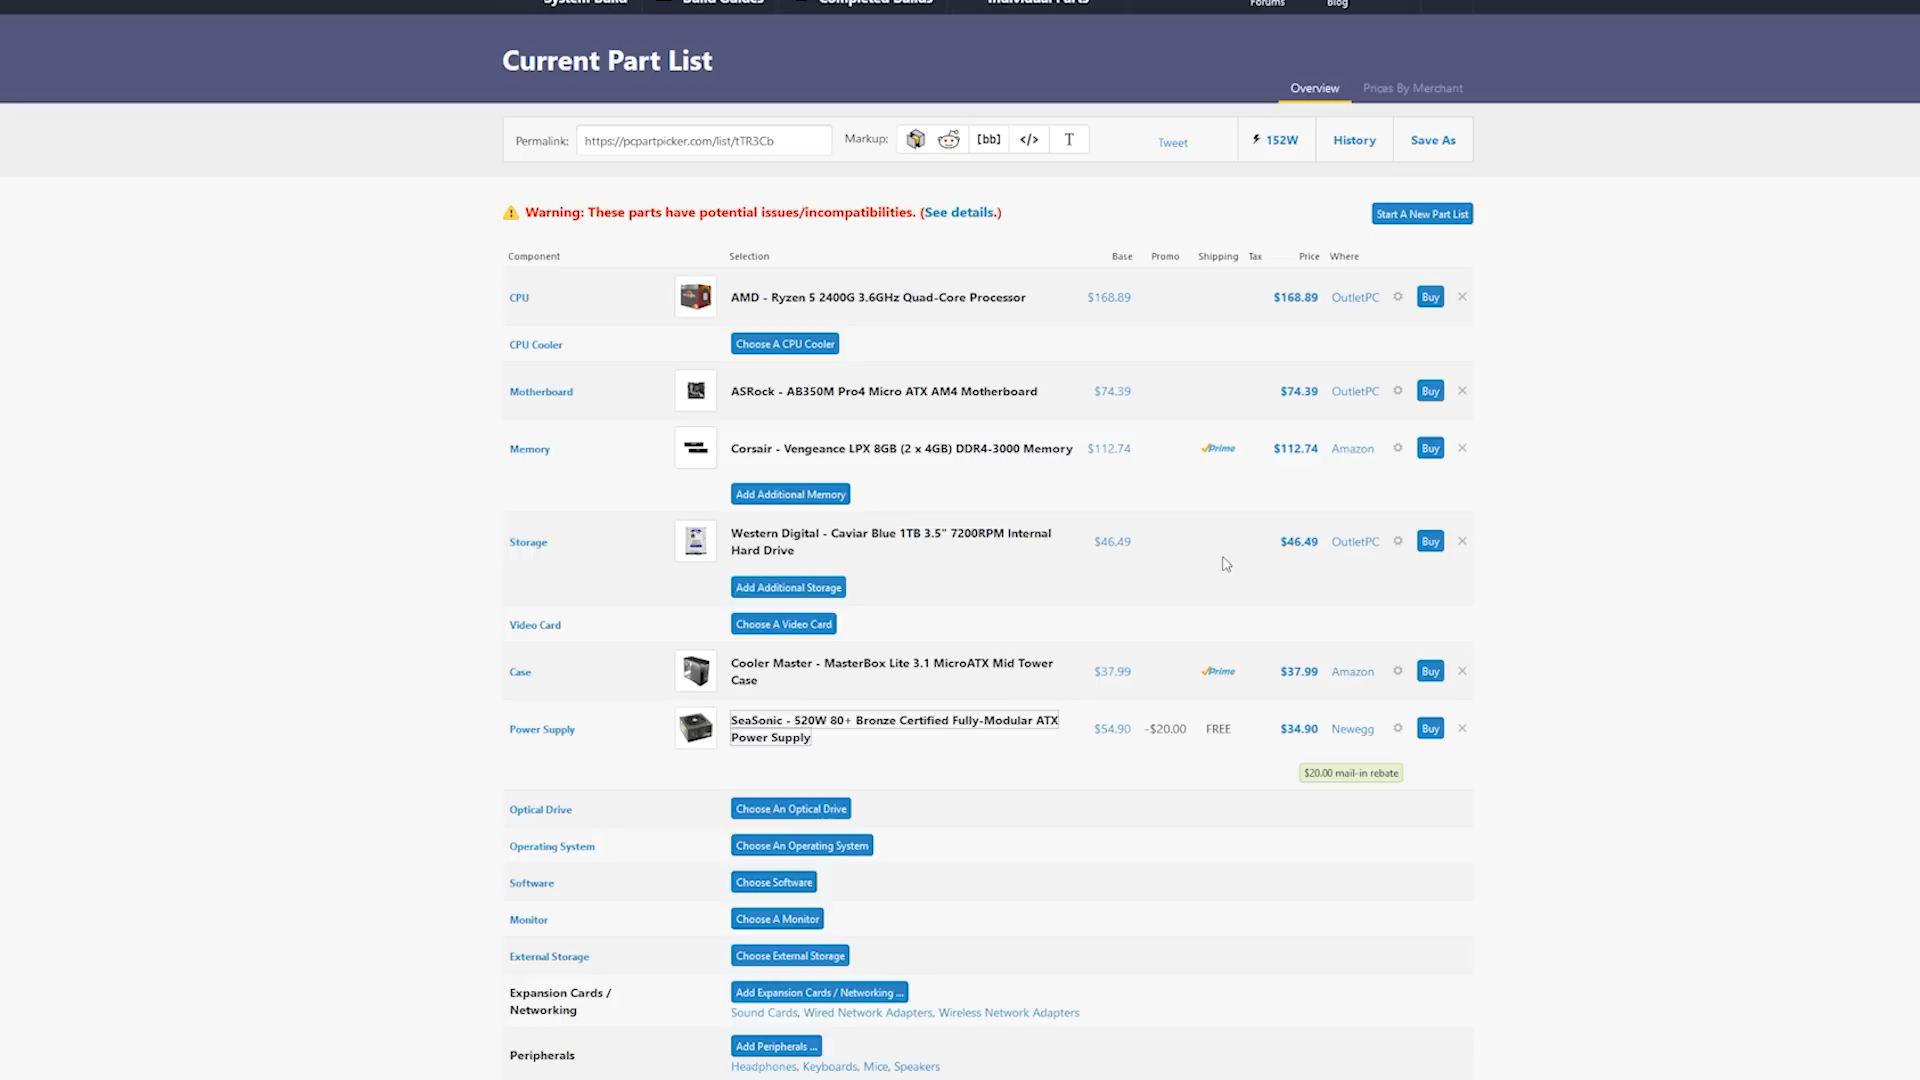 System Build Build Guides Completed Builds Individual Parts Forums Blog
Current Part List
Overview Prices By Merchant
Permalink: https://pcpartpicker.com/list/tTR3Cb Markup: [bb] </> T Tweet 152W History Save As
Warning: These parts have potential issues/incompatibilities. (See details.) Start A New Part List
Component Selection Base Promo Shipping Tax Price Where
CPU AMD - Ryzen 5 2400G 3.6GHz Quad-Core Processor $168.89 $168.89 OutletPC Buy
CPU Cooler Choose A CPU Cooler
Motherboard ASRock - AB350M Pro4 Micro ATX AM4 Motherboard $74.39 $74.39 OutletPC Buy
Memory Corsair - Vengeance LPX 8GB (2 x 4GB) DDR4-3000 Memory $112.74 Prime $112.74 Amazon Buy
Add Additional Memory
Storage Western Digital - Caviar Blue 1TB 3.5" 7200RPM Internal
Hard Drive $46.49 $46.49 OutletPC Buy
Add Additional Storage
Video Card Choose A Video Card
Case Cooler Master - MasterBox Lite 3.1 MicroATX Mid Tower
Case $37.99 Prime $37.99 Amazon Buy
Power Supply SeaSonic - 520W 80+ Bronze Certified Fully-Modular ATX
Power Supply $54.90 -$20.00 FREE $34.90 Newegg Buy
$20.00 mail-in rebate
Optical Drive Choose An Optical Drive
Operating System Choose An Operating System
Software Choose Software
Monitor Choose A Monitor
External Storage Choose External Storage
Expansion Cards / Add Expansion Cards / Networking ...
Networking Sound Cards, Wired Network Adapters, Wireless Network Adapters
Peripherals Add Peripherals ...
Headphones, Keyboards, Mice, Speakers